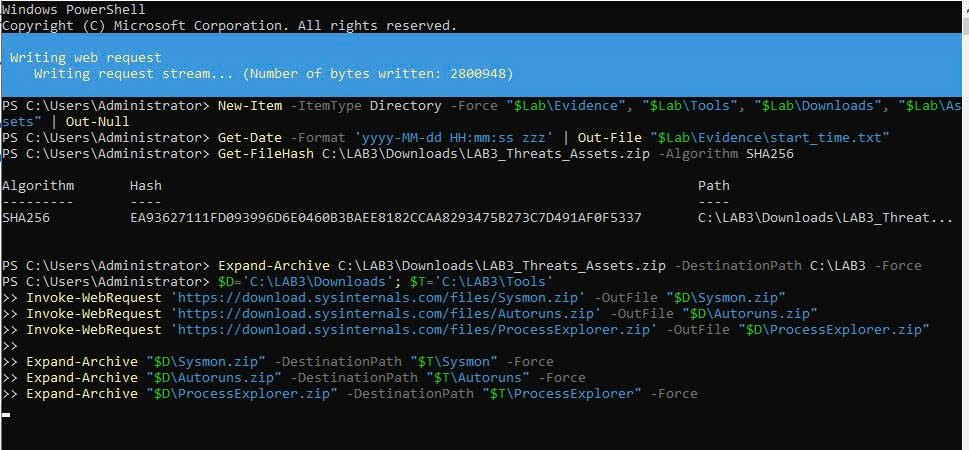 Windows PowerShell
Copyright (C) Microsoft Corporation. All rights reserved.
Writing web request
Writing request stream... (Number of bytes written: 2800948)
PS C:\Users\Administrator> New-Item -ItemType Directory -Force "$Lab\Evidence", "$Lab\Tools", "$Lab\Downloads", "$Lab\As
sets" | Out-Null
PS C:\Users\Administrator> Get-Date -Format 'yyyy-MM-dd HH:mm:ss zzz' | Out-File "$Lab\Evidence\start_time.txt"
PS C:\Users\Administrator> Get-FileHash C:\LAB3\Downloads\LAB3_Threats_Assets.zip -Algorithm SHA256
Algorithm Hash Path
--------- ---- ----
SHA256 EA93627111FD093996D6E0460B3BAEE8182CCAA8293475B273C7D491AF0F5337 C:\LAB3\Downloads\LAB3_Threat...
PS C:\Users\Administrator> Expand-Archive C:\LAB3\Downloads\LAB3_Threats_Assets.zip -DestinationPath C:\LAB3 -Force
PS C:\Users\Administrator> $D='C:\LAB3\Downloads'; $T='C:\LAB3\Tools'
>> Invoke-WebRequest 'https://download.sysinternals.com/files/Sysmon.zip' -OutFile "$D\Sysmon.zip"
>> Invoke-WebRequest 'https://download.sysinternals.com/files/Autoruns.zip' -OutFile "$D\Autoruns.zip"
>> Invoke-WebRequest 'https://download.sysinternals.com/files/ProcessExplorer.zip' -OutFile "$D\ProcessExplorer.zip"
>>
>> Expand-Archive "$D\Sysmon.zip" -DestinationPath "$T\Sysmon" -Force
>> Expand-Archive "$D\Autoruns.zip" -DestinationPath "$T\Autoruns" -Force
>> Expand-Archive "$D\ProcessExplorer.zip" -DestinationPath "$T\ProcessExplorer" -Force